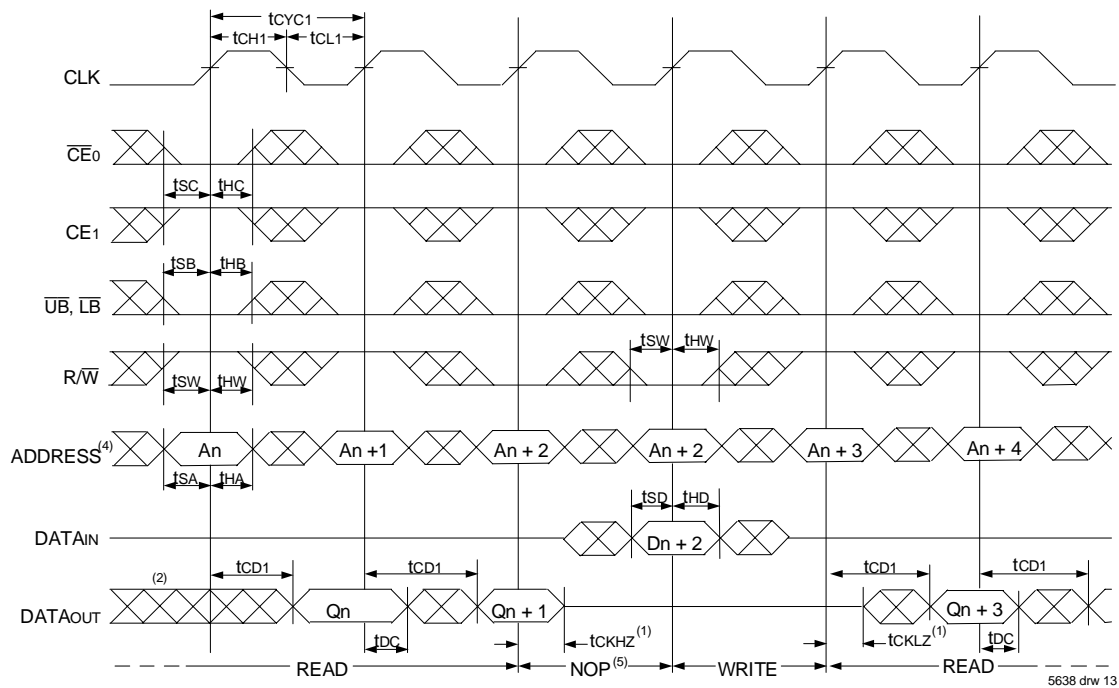 tCYC1
tCH1 tCL1
CLK
CE0
tSC tHC
CE1
tSB tHB
UB, LB
tSW tHW
R/W
tSW tHW
ADDRESS(4) An An +1 An + 2 An + 2 An + 3 An + 4
tSA tHA
tSD tHD
DATAIN Dn + 2
(2) tCD1 tCD1 tCD1 tCD1
DATAOUT Qn Qn + 1 Qn + 3
tDC tCKHZ(1) tCKLZ(1) tDC
READ NOP(5) WRITE READ
5638 drw 13